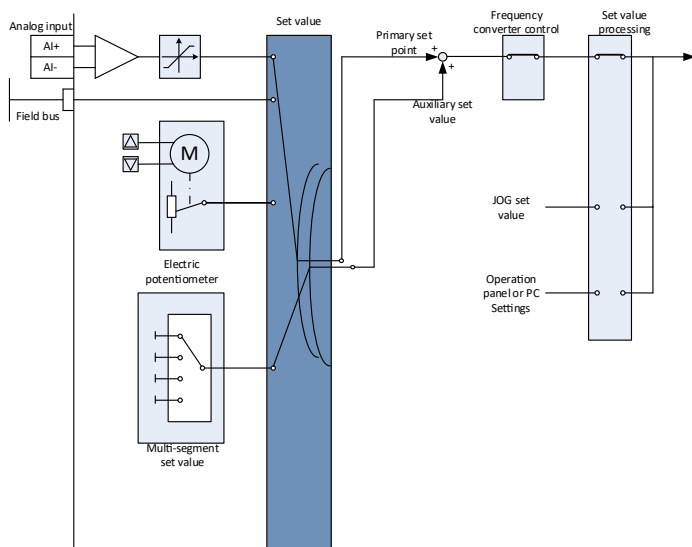 Analog input
AI+
AI-
Field bus
M
Electric
potentiometer
Multi-segment
set value
Set value
Primary set
point
+
+
Auxiliary set
value
Frequency
converter control
Set value
processing
JOG set
value
Operation
panel or PC
Settings